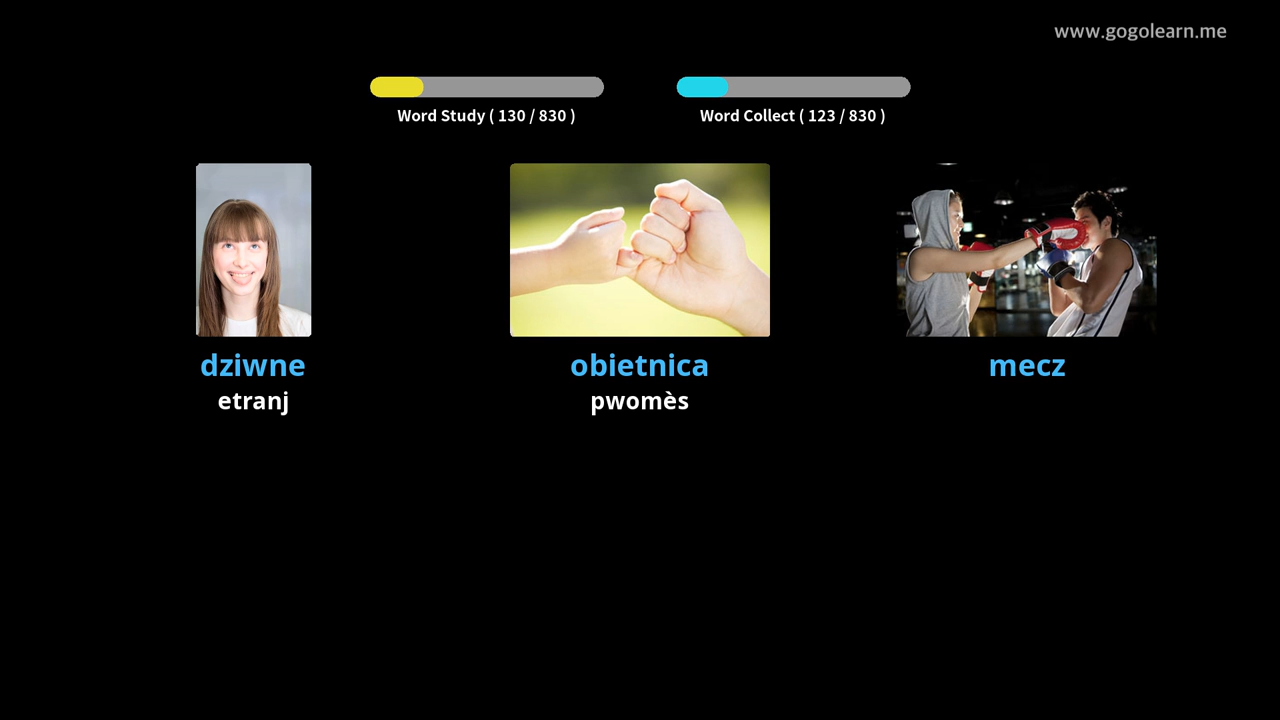 www.gogolearn.me
Word Study ( 130 / 830 )
Word Collect ( 123 / 830 )
dziwne
etranj
obietnica
pwomès
mecz